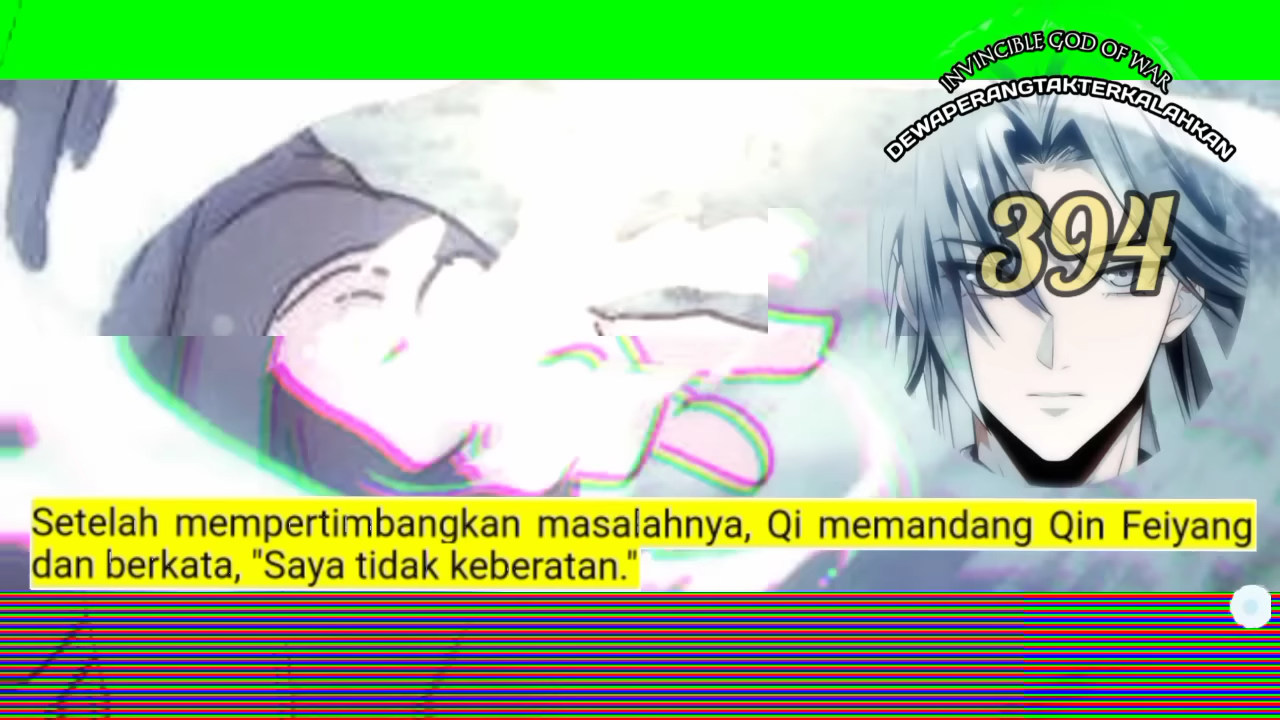 INVINCIBLE GOD OF WAR
DEWAPERANGTAKTERKALAHKAN
394
Setelah mempertimbangkan masalahnya, Qi memandang Qin Feiyang
dan berkata, "Saya tidak keberatan."